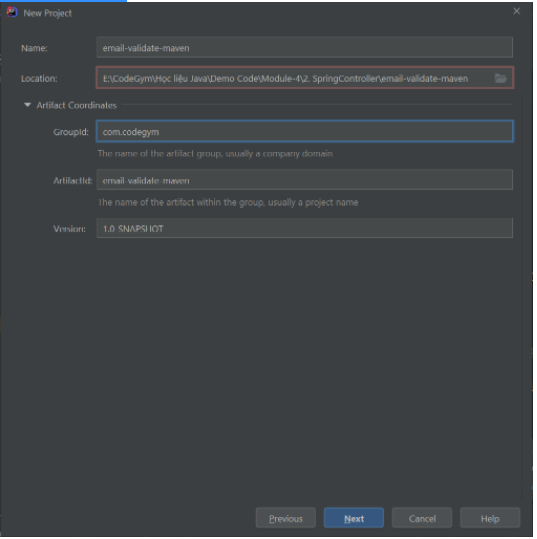 New Project
Name: email-validate-maven
Location: E:\CodeGym\Học liệu Java\Demo Code\Module-4\2. SpringController\email-validate-maven
Artifact Coordinates
GroupId: com.codegym
The name of the artifact group, usually a company domain
ArtifactId: email-validate-maven
The name of the artifact within the group, usually a project name
Version: 1.0-SNAPSHOT
Previous Next Cancel Help